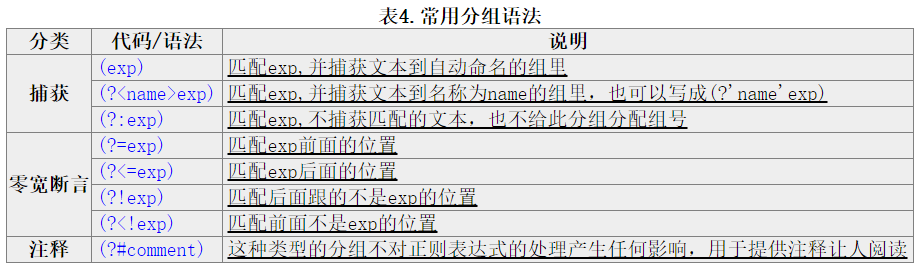 表4.常用分组语法
分类 代码/语法 说明
捕获 (exp) 匹配exp,并捕获文本到自动命名的组里
(?<name>exp) 匹配exp,并捕获文本到名称为name的组里，也可以写成(?'name'exp)
(?:exp) 匹配exp,不捕获匹配的文本，也不给此分组分配组号
零宽断言 (?=exp) 匹配exp前面的位置
(?<=exp) 匹配exp后面的位置
(?!exp) 匹配后面跟的不是exp的位置
(?<!exp) 匹配前面不是exp的位置
注释 (?#comment) 这种类型的分组不对正则表达式的处理产生任何影响，用于提供注释让人阅读